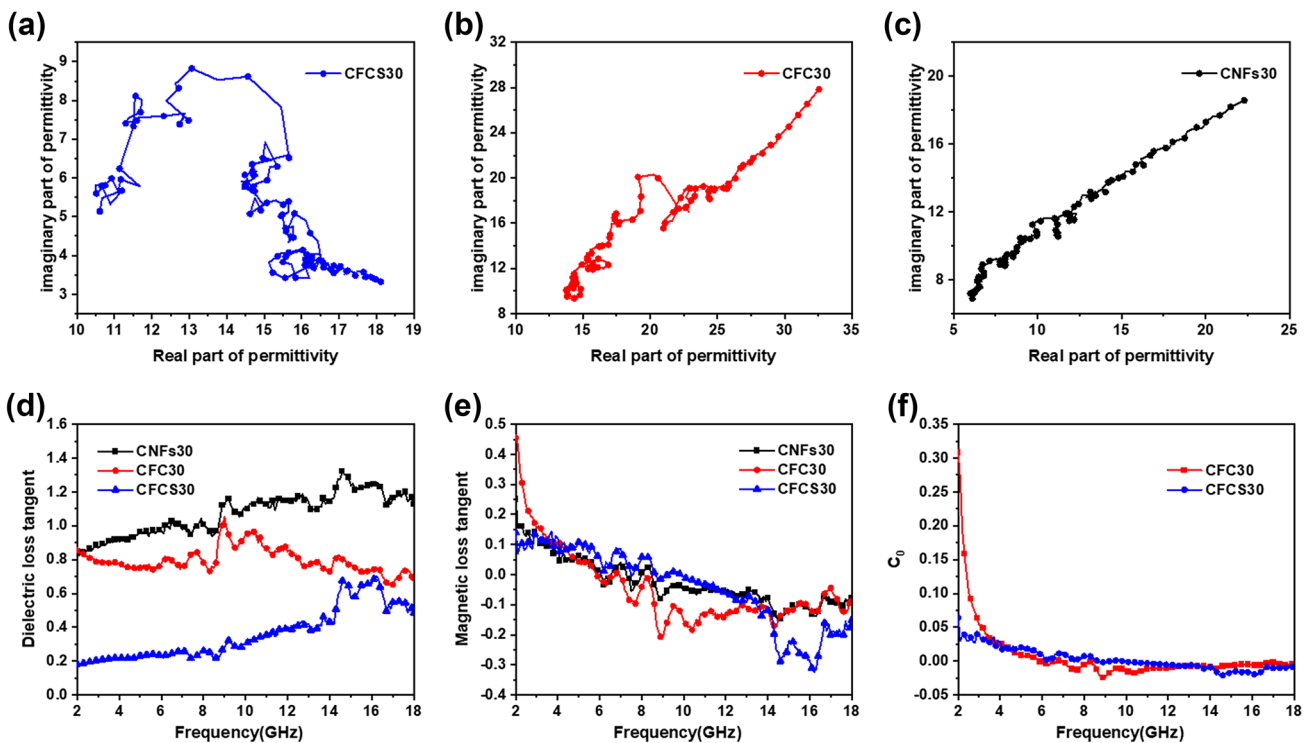 (a)
CFCS30
imaginary part of permittivity
9
8
7
6
5
4
3
10 11 12 13 14 15 16 17 18 19
Real part of permittivity
(b)
CFC30
imaginary part of permittivity
32
28
24
20
16
12
8
10 15 20 25 30 35
Real part of permittivity
(c)
CNFs30
imaginary part of permittivity
20
16
12
8
5 10 15 20 25
Real part of permittivity
(d)
CNFs30
CFC30
CFCS30
Dielectric loss tangent
1.6
1.4
1.2
1.0
0.8
0.6
0.4
0.2
0.0
2 4 6 8 10 12 14 16 18
Frequency(GHz)
(e)
CNFs30
CFC30
CFCS30
Magnetic loss tangent
0.5
0.4
0.3
0.2
0.1
0.0
-0.1
-0.2
-0.3
-0.4
2 4 6 8 10 12 14 16 18
Frequency(GHz)
(f)
CFC30
CFCS30
C0
0.35
0.30
0.25
0.20
0.15
0.10
0.05
0.00
-0.05
2 4 6 8 10 12 14 16 18
Frequency(GHz)